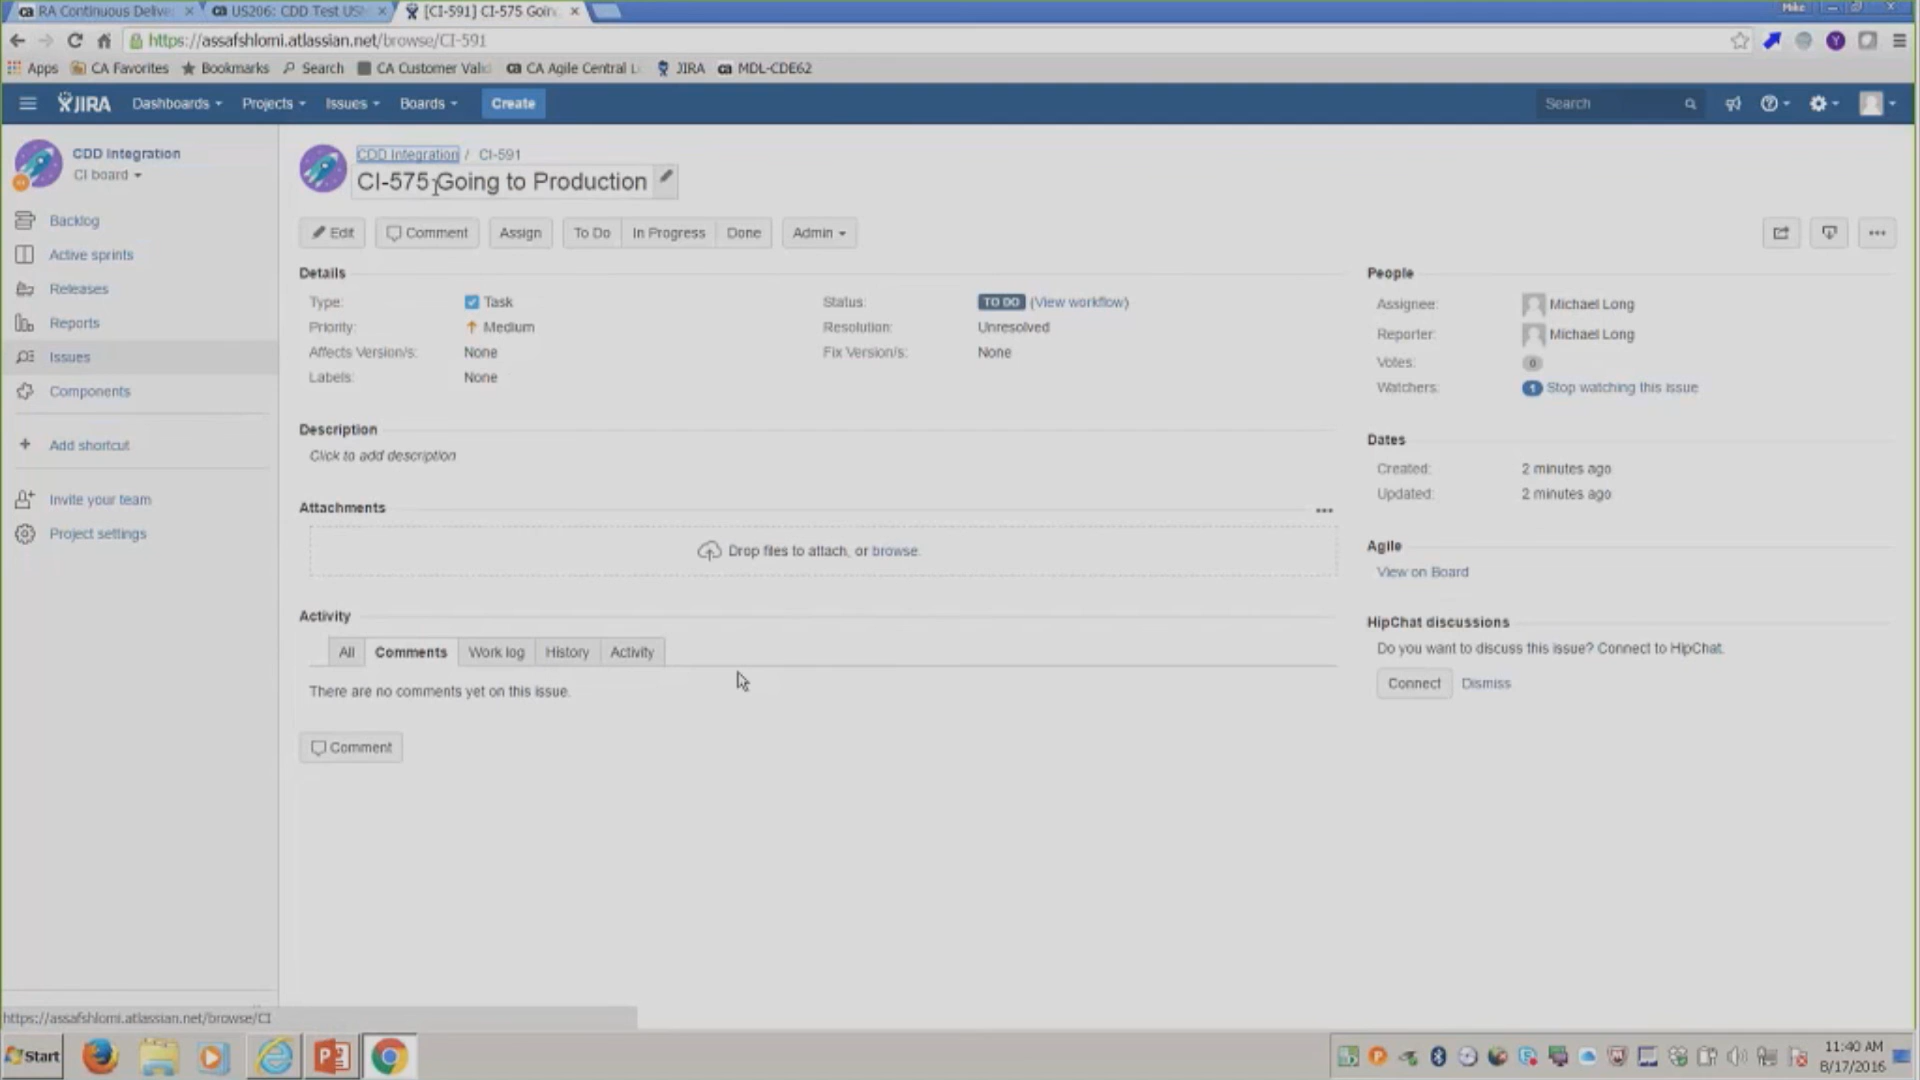 RA Continuous Delive
US206: CDD Test US
[CI-591] CI-575 Goin
Mike
https://assafshlomi.atlassian.net/browse/CI-591
Apps CA Favorites Bookmarks Search CA Customer Valid CA Agile Central L JIRA MDL-CDE62
JIRA Dashboards Projects Issues Boards Create Search
CDD Integration
CI board
Backlog
Active sprints
Releases
Reports
Issues
Components
Add shortcut
Invite your team
Project settings
CDD Integration / CI-591
CI-575 Going to Production
Edit Comment Assign To Do In Progress Done Admin
Details
Type: Task
Priority: Medium
Affects Version/s: None
Labels: None
Status: TO DO (View workflow)
Resolution: Unresolved
Fix Version/s: None
Description
Click to add description
Attachments
Drop files to attach, or browse.
Activity
All Comments Work log History Activity
There are no comments yet on this issue.
Comment
People
Assignee: Michael Long
Reporter: Michael Long
Votes: 0
Watchers: 1 Stop watching this issue
Dates
Created: 2 minutes ago
Updated: 2 minutes ago
Agile
View on Board
HipChat discussions
Do you want to discuss this issue? Connect to HipChat.
Connect Dismiss
https://assafshlomi.atlassian.net/browse/CI
Start
11:40 AM
8/17/2016